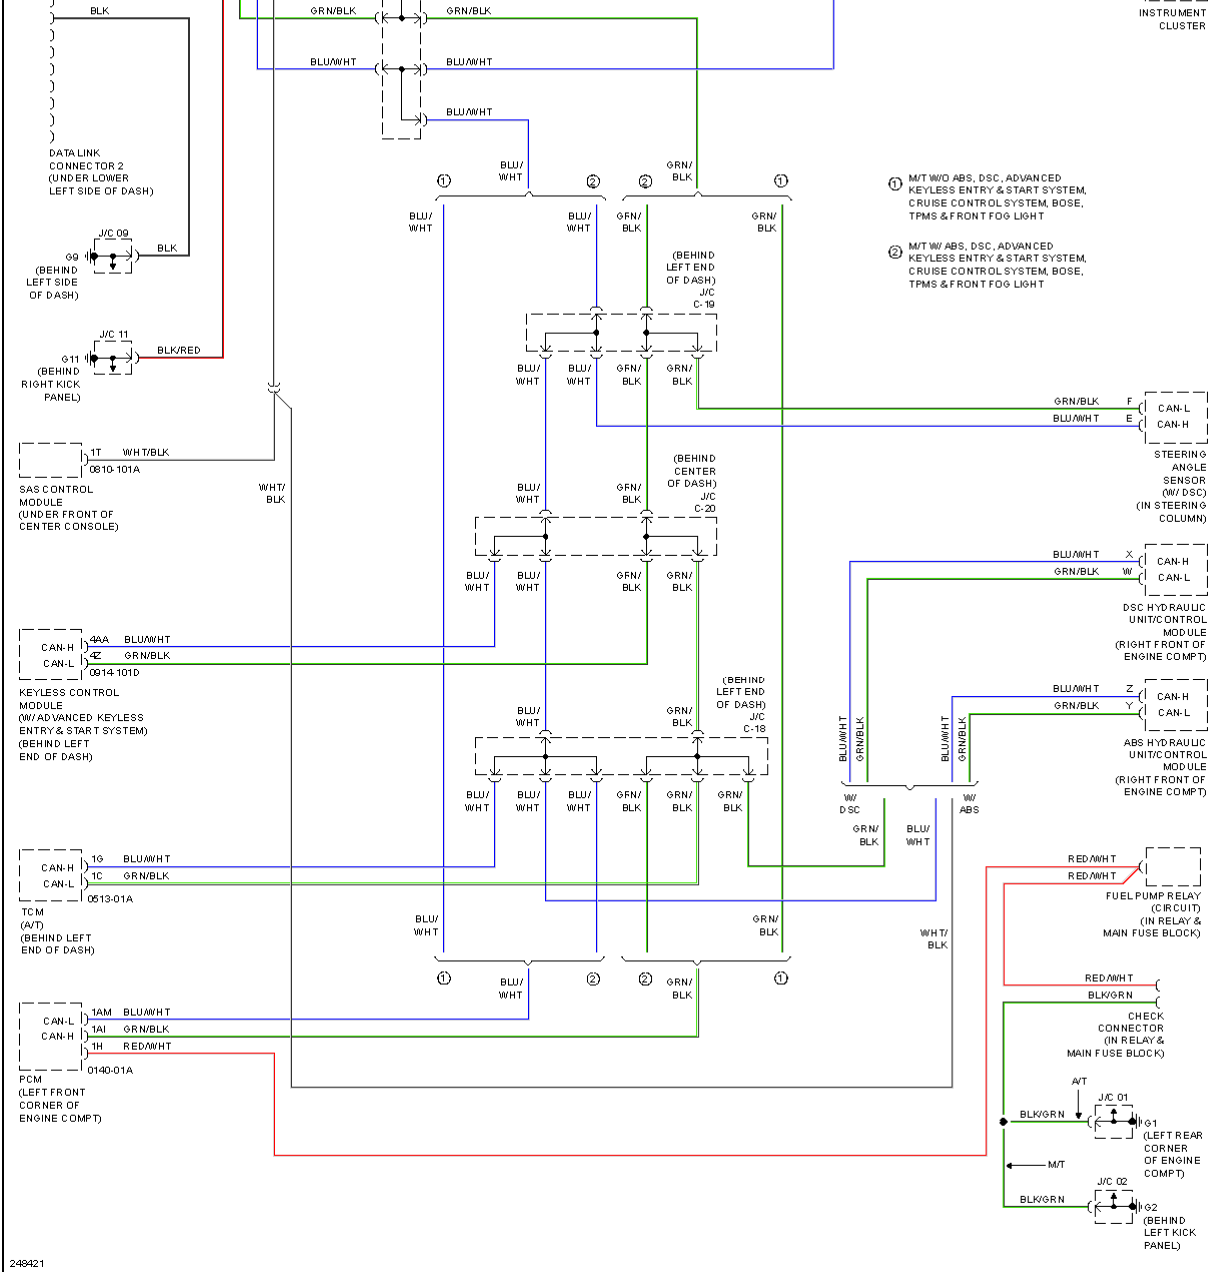 BLK
GRN/BLK
GRN/BLK
INSTRUMENT
CLUSTER
BLU/WHT
BLU/WHT
BLU/WHT
DATA LINK
CONNECTOR 2
(UNDER LOWER
LEFT SIDE OF DASH)
BLU/
WHT
GRN/
BLK
1
2
2
1
1 M/T W/O ABS, DSC, ADVANCED
KEYLESS ENTRY & START SYSTEM,
CRUISE CONTROL SYSTEM, BOSE,
TPMS & FRONT FOG LIGHT
BLU/
WHT
BLU/
WHT
GRN/
BLK
GRN/
BLK
2 M/T W/ ABS, DSC, ADVANCED
KEYLESS ENTRY & START SYSTEM,
CRUISE CONTROL SYSTEM, BOSE,
TPMS & FRONT FOG LIGHT
J/C 09
BLK
G9
(BEHIND
LEFT SIDE
OF DASH)
(BEHIND
LEFT END
OF DASH)
J/C
C-19
J/C 11
BLK/RED
G11
(BEHIND
RIGHT KICK
PANEL)
BLU/
WHT
BLU/
WHT
GRN/
BLK
GRN/
BLK
GRN/BLK F
CAN-L
BLU/WHT E
CAN-H
STEERING
ANGLE
SENSOR
(W/ DSC)
(IN STEERING
COLUMN)
1T WHT/BLK
0810-101A
SAS CONTROL
MODULE
(UNDER FRONT OF
CENTER CONSOLE)
WHT/
BLK
(BEHIND
CENTER
OF DASH)
J/C
C-20
BLU/
WHT
GRN/
BLK
BLU/
WHT
BLU/
WHT
GRN/
BLK
GRN/
BLK
BLU/WHT X
CAN-H
GRN/BLK W
CAN-L
DSC HYDRAULIC
UNIT/CONTROL
MODULE
(RIGHT FRONT OF
ENGINE COMPT)
CAN-H 4AA BLU/WHT
CAN-L 4Z GRN/BLK
0914-101D
KEYLESS CONTROL
MODULE
(W/ ADVANCED KEYLESS
ENTRY & START SYSTEM)
(BEHIND LEFT
END OF DASH)
(BEHIND
LEFT END
OF DASH)
J/C
C-18
BLU/
WHT
GRN/
BLK
BLU/WHT Z
CAN-H
GRN/BLK Y
CAN-L
ABS HYDRAULIC
UNIT/CONTROL
MODULE
(RIGHT FRONT OF
ENGINE COMPT)
BLU/WHT
GRN/BLK
BLU/WHT
GRN/BLK
BLU/
WHT
BLU/
WHT
BLU/
WHT
GRN/
BLK
GRN/
BLK
GRN/
BLK
W/
DSC
W/
ABS
GRN/
BLK
BLU/
WHT
CAN-H 1G BLU/WHT
CAN-L 1C GRN/BLK
0513-01A
TCM
(A/T)
(BEHIND LEFT
END OF DASH)
RED/WHT
RED/WHT
FUEL PUMP RELAY
(CIRCUIT)
(IN RELAY &
MAIN FUSE BLOCK)
BLU/
WHT
GRN/
BLK
WHT/
BLK
1
BLU/
WHT
2
2
GRN/
BLK
1
RED/WHT
BLK/GRN
CHECK
CONNECTOR
(IN RELAY &
MAIN FUSE BLOCK)
CAN-L 1AM BLU/WHT
CAN-H 1AI GRN/BLK
1H RED/WHT
0140-01A
PCM
(LEFT FRONT
CORNER OF
ENGINE COMPT)
A/T
J/C 01
BLK/GRN
G1
(LEFT REAR
CORNER
OF ENGINE
COMPT)
M/T
J/C 02
BLK/GRN
G2
(BEHIND
LEFT KICK
PANEL)
248421